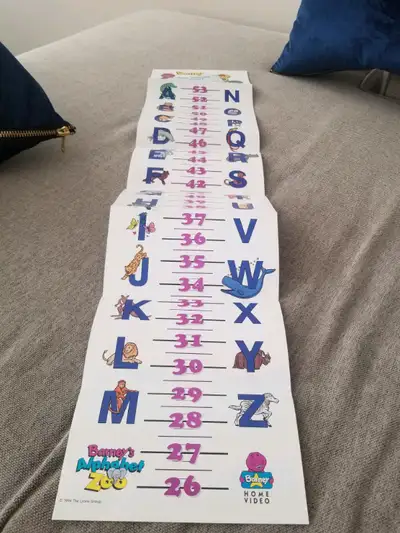 Barney
A 53 N
52
51
50
49
48
D 47 Q
46
45
44
F 43 S
42
I 37 V
36
J 35 W
34
K 33 X
32
L 31 Y
30
M 29 Z
28
Barney's
Alphabet
Zoo
27
26
Barney
HOME
VIDEO